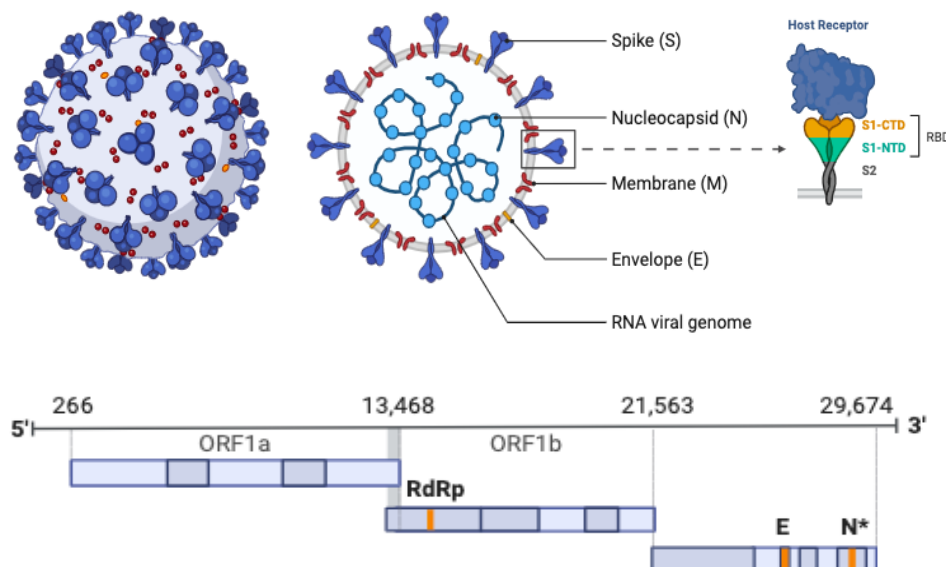 Host Receptor
Spike (S)
Nucleocapsid (N)
S1-CTD
S1-NTD
RBD
S2
Membrane (M)
Envelope (E)
RNA viral genome
266
13,468
21,563
29,674
5'
3'
ORF1a
ORF1b
RdRp
E
N*